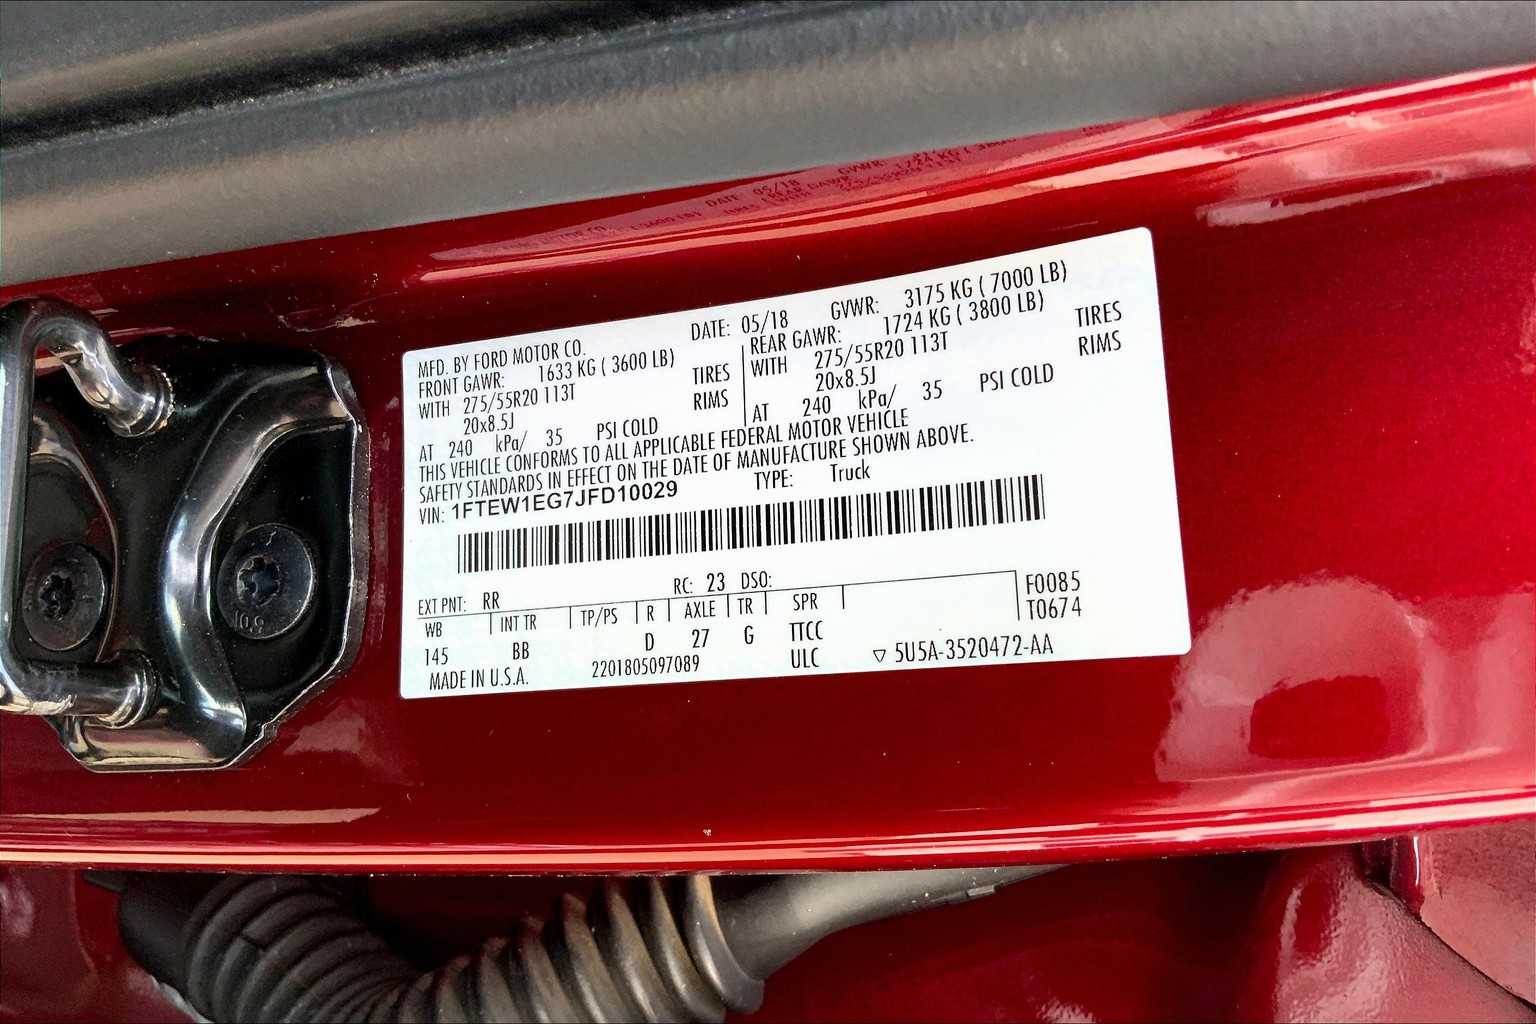 MFD. BY FORD MOTOR CO. DATE: 05/18 GVWR: 3175 KG ( 7000 LB)
FRONT GAWR: 1633 KG ( 3600 LB) REAR GAWR: 1724 KG ( 3800 LB)
WITH 275/55R20 113T TIRES WITH 275/55R20 113T TIRES
20x8.5J RIMS 20x8.5J RIMS
AT 240 kPa/ 35 PSI COLD AT 240 kPa/ 35 PSI COLD
THIS VEHICLE CONFORMS TO ALL APPLICABLE FEDERAL MOTOR VEHICLE
SAFETY STANDARDS IN EFFECT ON THE DATE OF MANUFACTURE SHOWN ABOVE.
VIN: 1FTEW1EG7JFD10029 TYPE: Truck
EXT PNT: RR RC: 23 DSO: F0085
WB INT TR TP/PS R AXLE TR SPR T0674
145 BB D 27 G TTCC
MADE IN U.S.A. 2201805097089 ULC ▽ 5U5A-3520472-AA
10.9